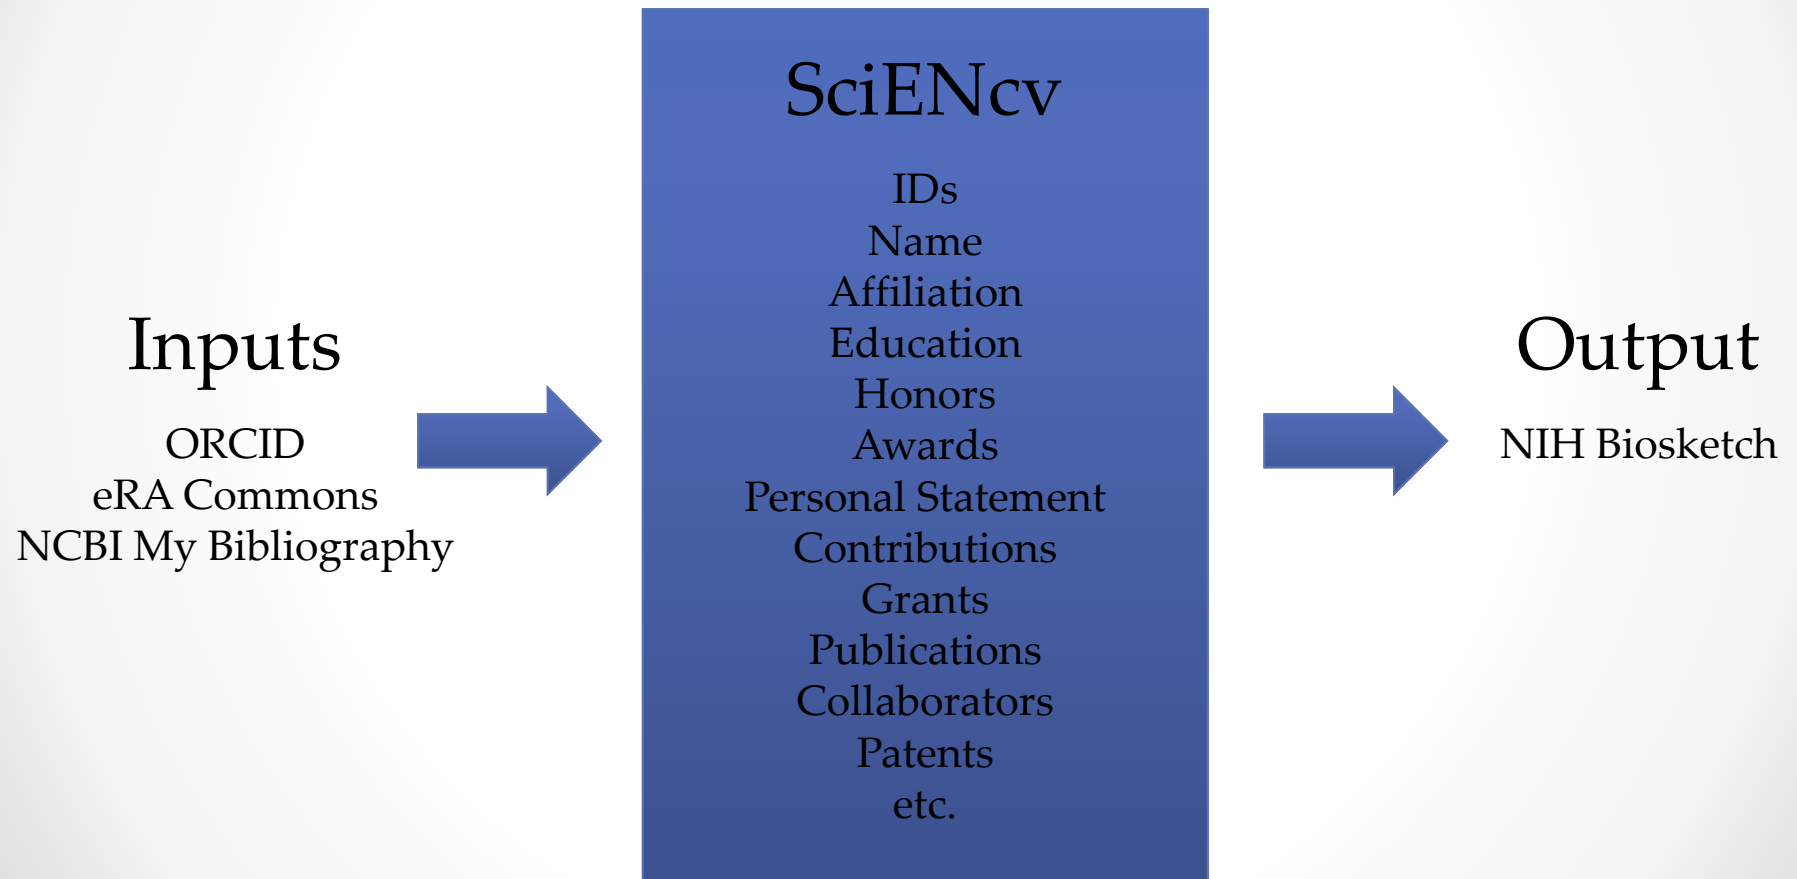 Inputs
ORCID
eRA Commons
NCBI My Bibliography
SciENcv
IDs
Name
Affiliation
Education
Honors
Awards
Personal Statement
Contributions
Grants
Publications
Collaborators
Patents
etc.
Output
NIH Biosketch